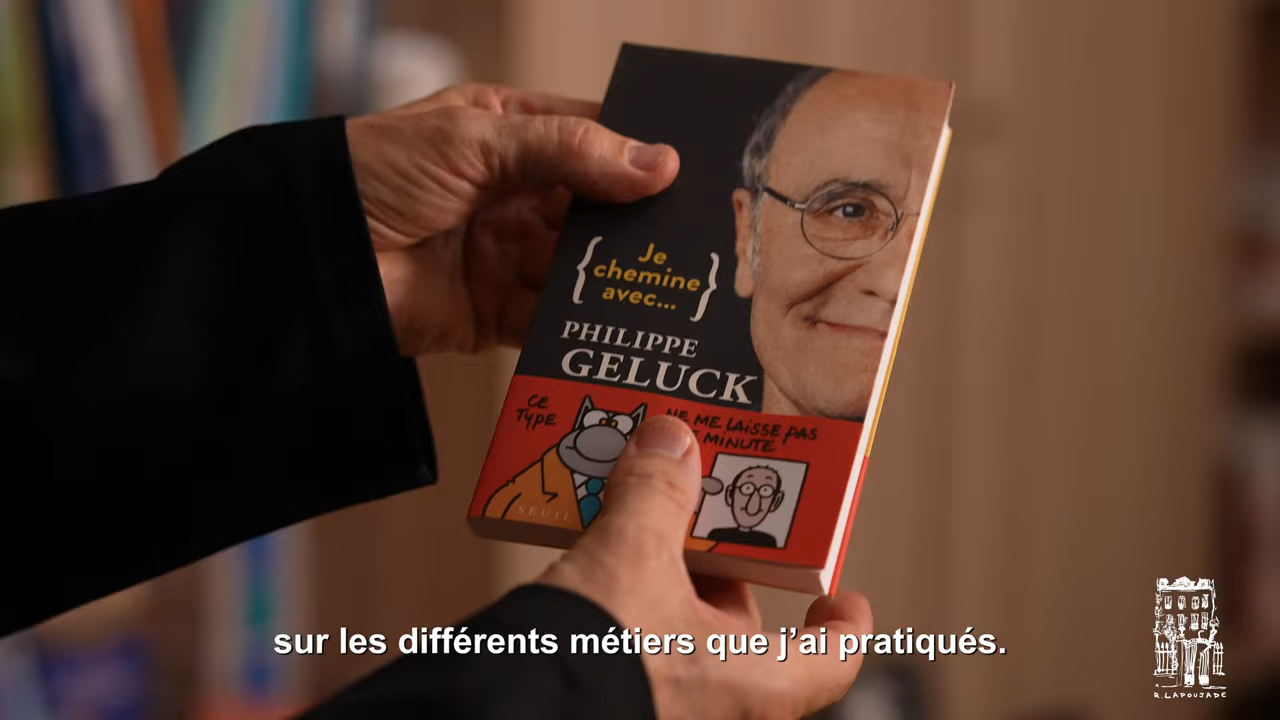 { Je
chemine
avec... }
PHILIPPE
GELUCK
CE
TYPE
NE ME LAISSE PAS
MINUTE !
SEUIL
sur les différents métiers que j’ai pratiqués.
R. LAPOUJADE